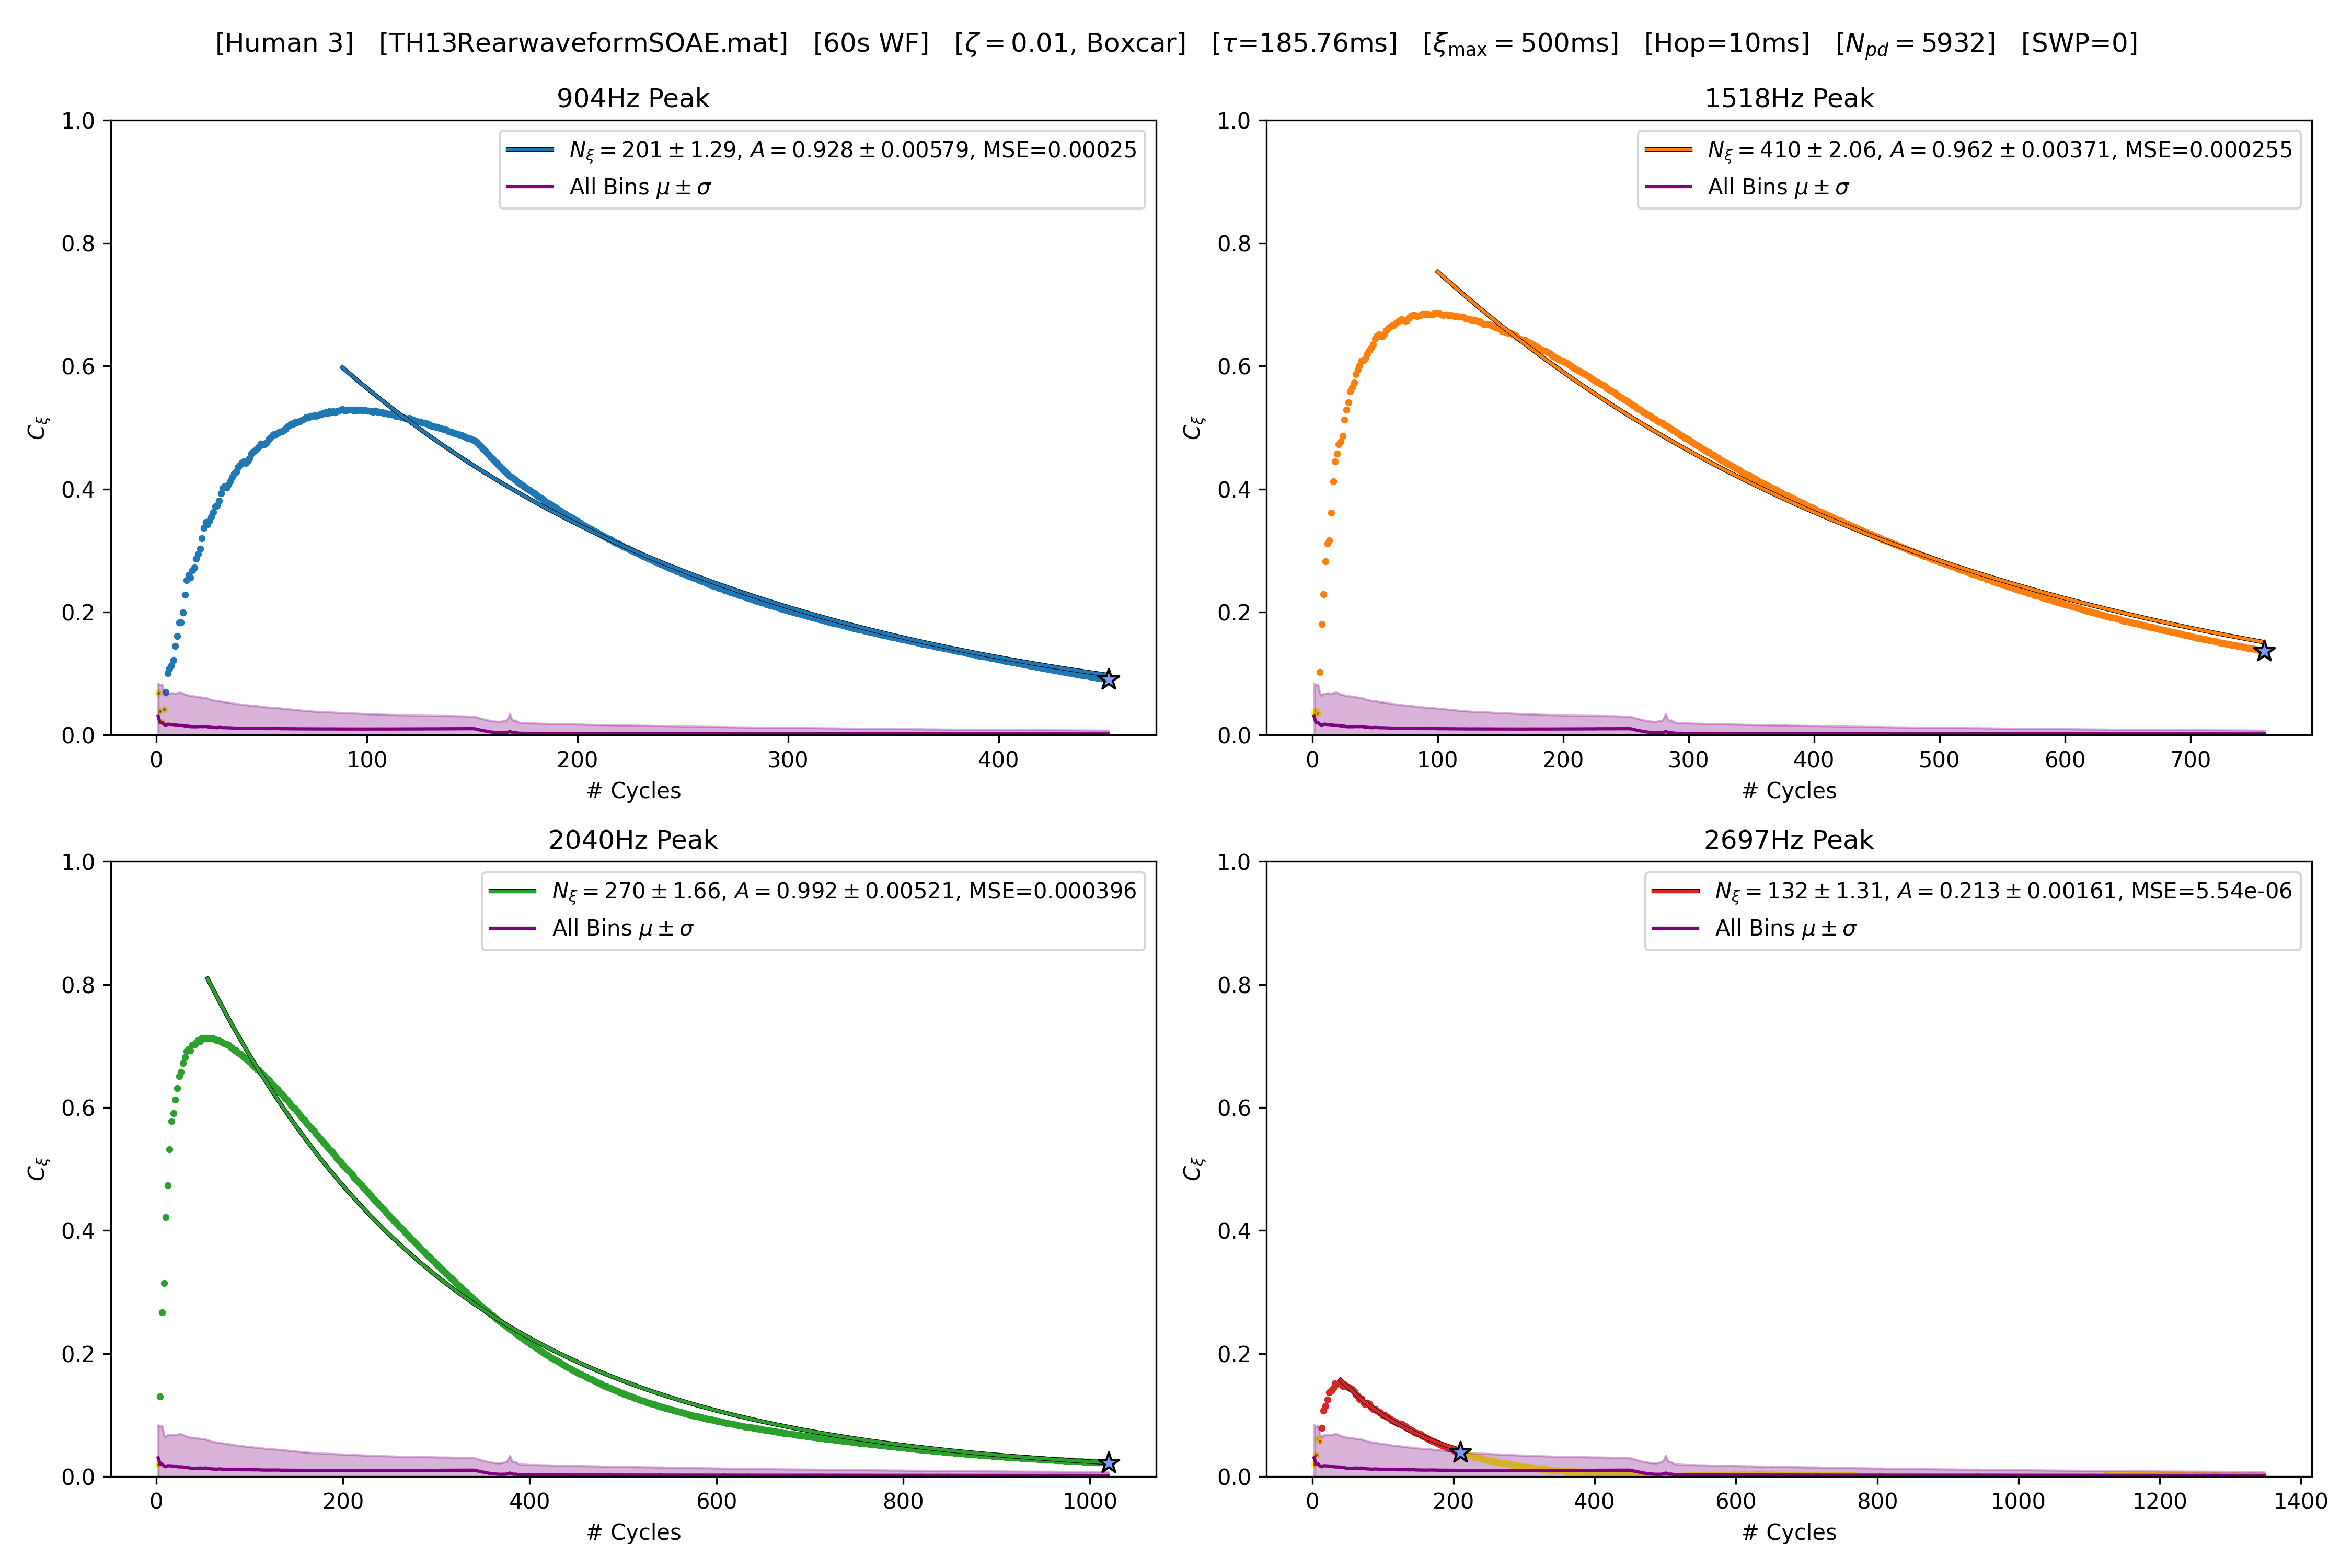 [Human 3] [TH13RearwaveformSOAE.mat] [60s WF] [ζ = 0.01, Boxcar] [τ=185.76ms] [ξmax = 500ms] [Hop=10ms] [Npd = 5932] [SWP=0]
904Hz Peak
1.0
0.8
0.6
0.4
0.2
0.0
Cξ
Nξ = 201 ± 1.29, A = 0.928 ± 0.00579, MSE=0.00025
All Bins μ ± σ
0 100 200 300 400
# Cycles
1518Hz Peak
1.0
0.8
0.6
0.4
0.2
0.0
Cξ
Nξ = 410 ± 2.06, A = 0.962 ± 0.00371, MSE=0.000255
All Bins μ ± σ
0 100 200 300 400 500 600 700
# Cycles
2040Hz Peak
1.0
0.8
0.6
0.4
0.2
0.0
Cξ
Nξ = 270 ± 1.66, A = 0.992 ± 0.00521, MSE=0.000396
All Bins μ ± σ
0 200 400 600 800 1000
# Cycles
2697Hz Peak
1.0
0.8
0.6
0.4
0.2
0.0
Cξ
Nξ = 132 ± 1.31, A = 0.213 ± 0.00161, MSE=5.54e-06
All Bins μ ± σ
0 200 400 600 800 1000 1200 1400
# Cycles